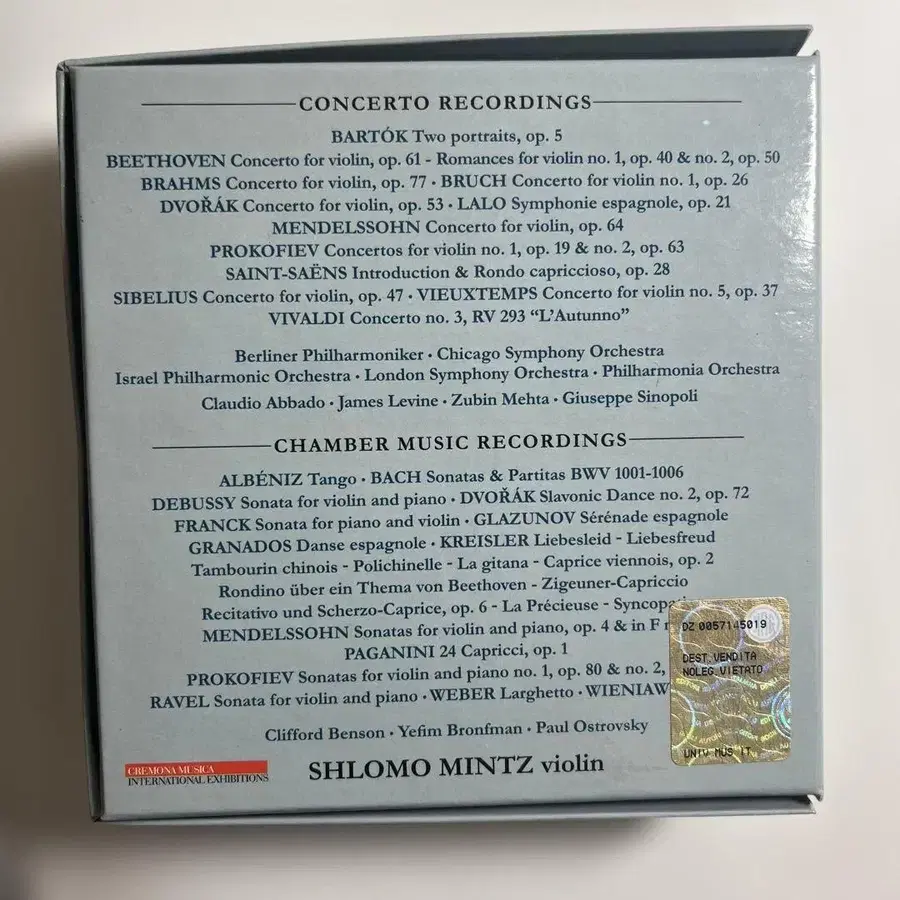 CONCERTO RECORDINGS
BARTÓK Two portraits, op. 5
BEETHOVEN Concerto for violin, op. 61 - Romances for violin no. 1, op. 40 & no. 2, op. 50
BRAHMS Concerto for violin, op. 77 · BRUCH Concerto for violin no. 1, op. 26
DVOŘÁK Concerto for violin, op. 53 · LALO Symphonie espagnole, op. 21
MENDELSSOHN Concerto for violin, op. 64
PROKOFIEV Concertos for violin no. 1, op. 19 & no. 2, op. 63
SAINT-SAËNS Introduction & Rondo capriccioso, op. 28
SIBELIUS Concerto for violin, op. 47 · VIEUXTEMPS Concerto for violin no. 5, op. 37
VIVALDI Concerto no. 3, RV 293 “L’Autunno”
Berliner Philharmoniker · Chicago Symphony Orchestra
Israel Philharmonic Orchestra · London Symphony Orchestra · Philharmonia Orchestra
Claudio Abbado · James Levine · Zubin Mehta · Giuseppe Sinopoli
CHAMBER MUSIC RECORDINGS
ALBÉNIZ Tango · BACH Sonatas & Partitas BWV 1001-1006
DEBUSSY Sonata for violin and piano · DVOŘÁK Slavonic Dance no. 2, op. 72
FRANCK Sonata for piano and violin · GLAZUNOV Sérénade espagnole
GRANADOS Danse espagnole · KREISLER Liebesleid - Liebesfreud
Tambourin chinois - Polichinelle - La gitana - Caprice viennois, op. 2
Rondino über ein Thema von Beethoven - Zigeuner-Capriccio
Recitativo und Scherzo-Caprice, op. 6 - La Précieuse -
MENDELSSOHN Sonatas for violin and piano, op. 4 & in F
PAGANINI 24 Capricci, op. 1
PROKOFIEV Sonatas for violin and piano no. 1, op. 80 & no. 2,
RAVEL Sonata for violin and piano · WEBER Larghetto ·
Clifford Benson · Yefim Bronfman · Paul Ostrovsky
SHLOMO MINTZ violin
CREMONA MUSICA
INTERNATIONAL EXHIBITIONS
DZ 0057145019
DEST.VENDITA
NOLEG.VIETATO
UNIV MUS IT